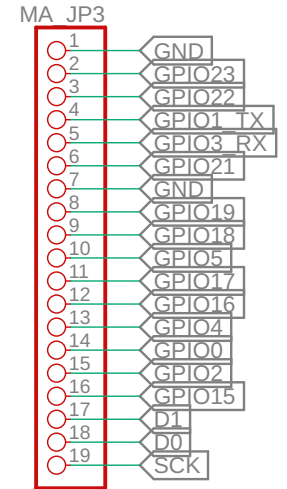 MA_JP3
1 GND
2 GPIO23
3 GPIO22
4 GPIO1_TX
5 GPIO3_RX
6 GPIO21
7 GND
8 GPIO19
9 GPIO18
10 GPIO5
11 GPIO17
12 GPIO16
13 GPIO4
14 GPIO0
15 GPIO2
16 GPIO15
17 D1
18 D0
19 SCK